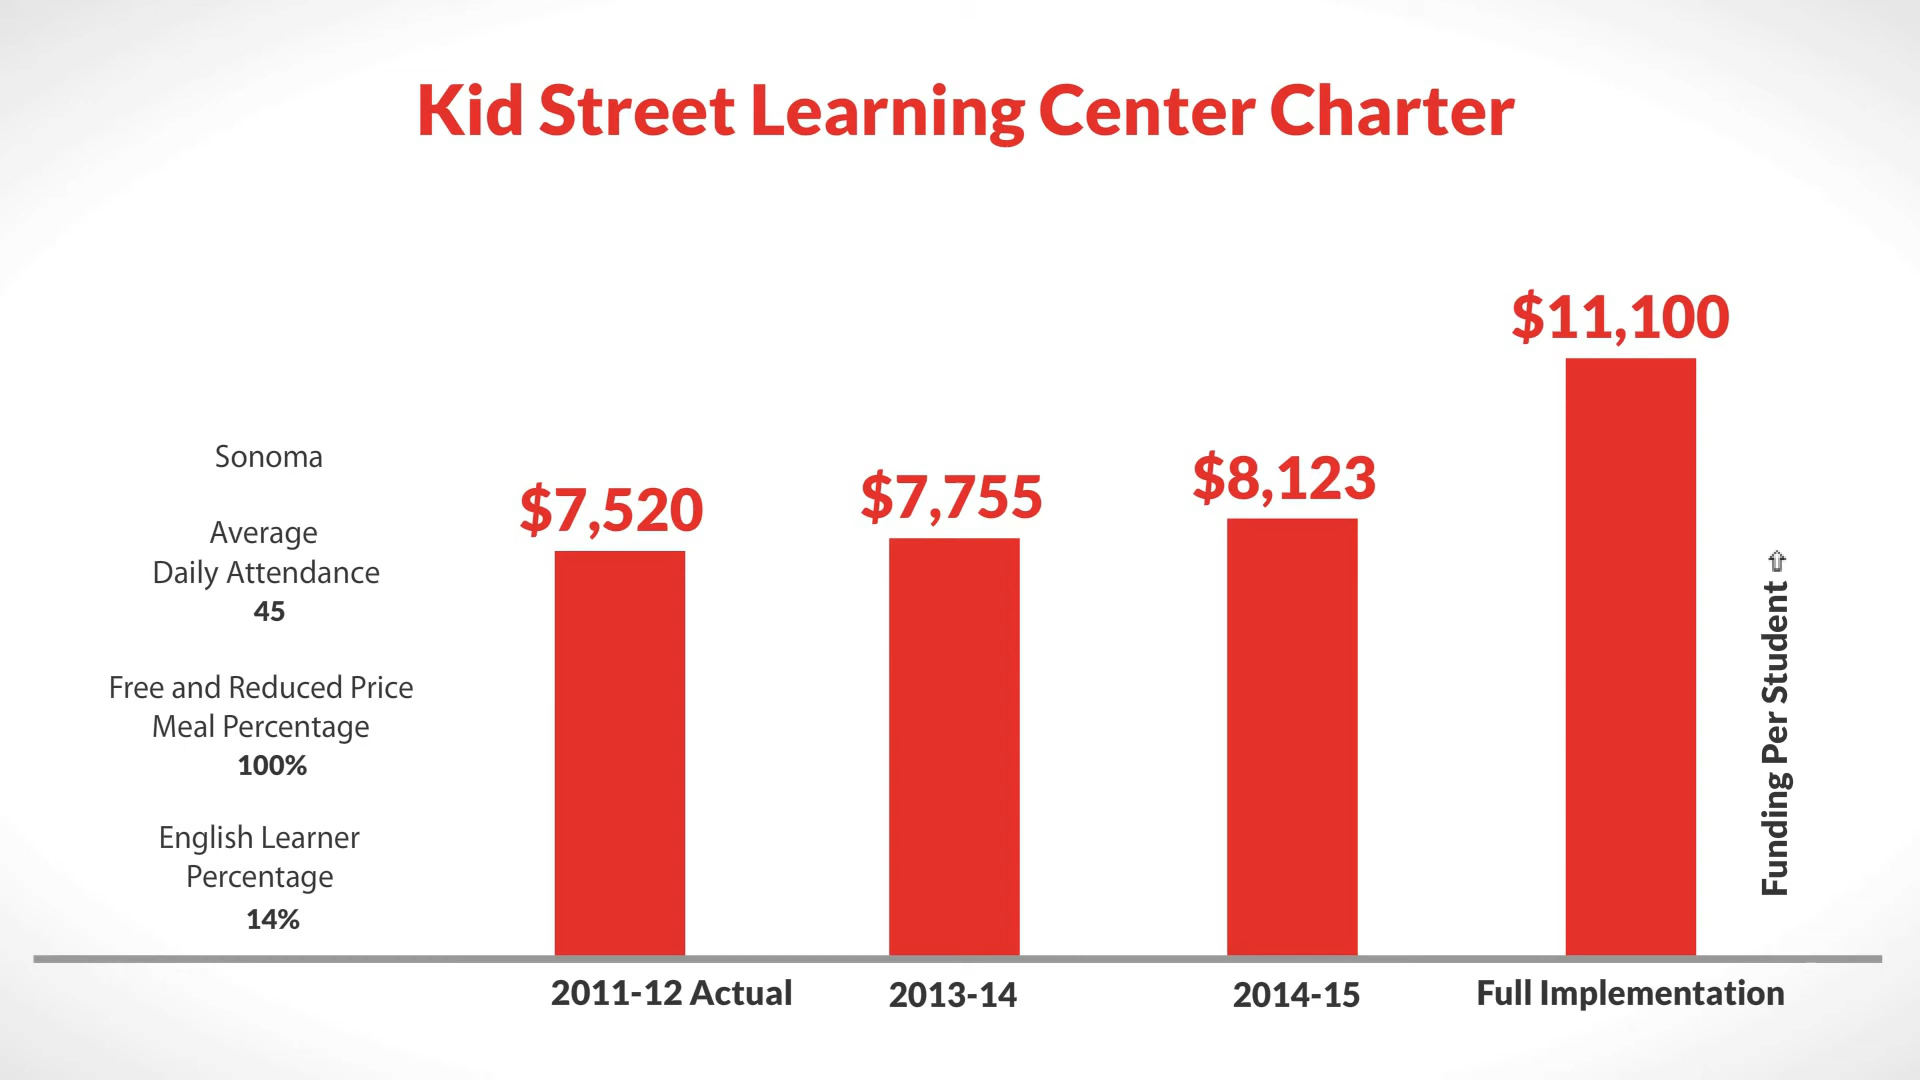 Kid Street Learning Center Charter
Sonoma
Average
Daily Attendance
45
Free and Reduced Price
Meal Percentage
100%
English Learner
Percentage
14%
$7,520
$7,755
$8,123
$11,100
2011-12 Actual
2013-14
2014-15
Full Implementation
Funding Per Student ⇨